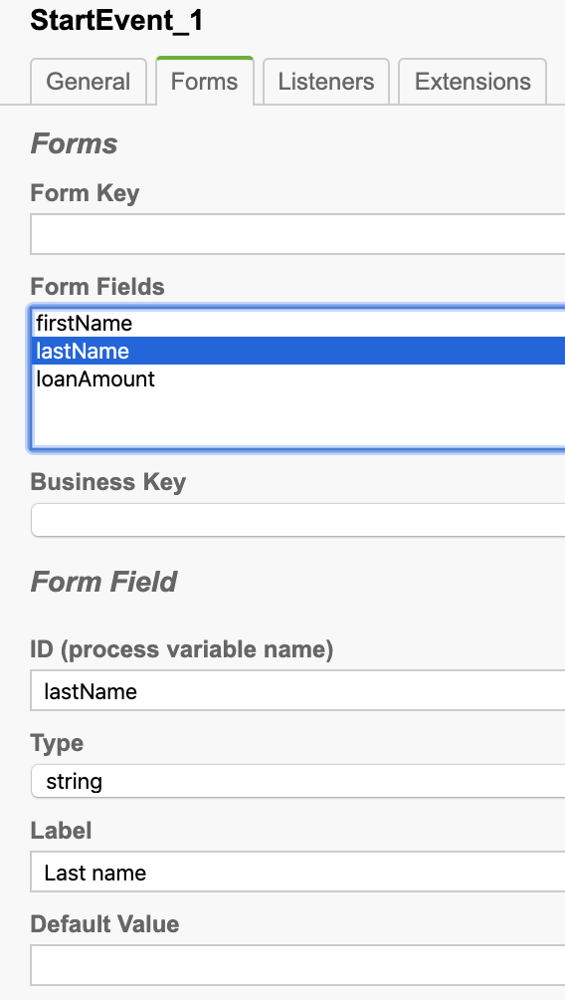 StartEvent_1
General Forms Listeners Extensions
Forms
Form Key
Form Fields
firstName
lastName
loanAmount
Business Key
Form Field
ID (process variable name)
lastName
Type
string
Label
Last name
Default Value